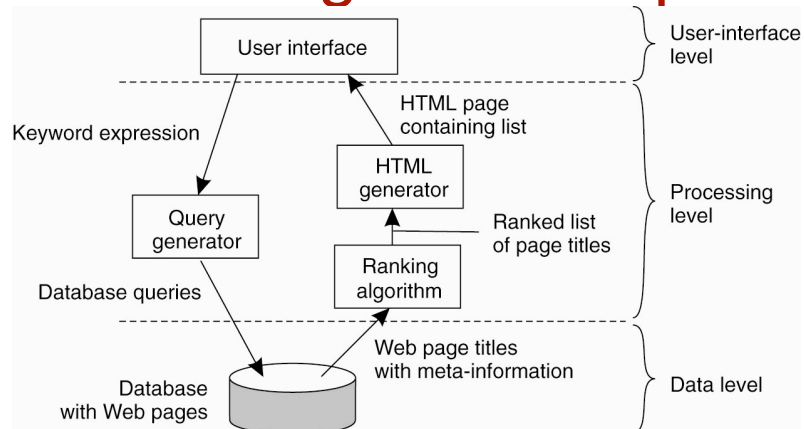 User interface
User-interface
level
Keyword expression
HTML page
containing list
HTML
generator
Query
generator
Ranked list
of page titles
Processing
level
Ranking
algorithm
Database queries
Web page titles
with meta-information
Database
with Web pages
Data level